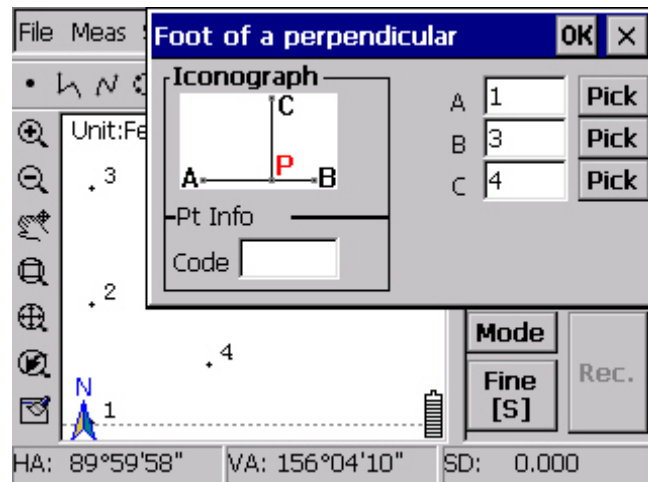 File Meas
Foot of a perpendicular OK ×
Iconograph
C
A P B
Pt Info
Code
A 1 Pick
B 3 Pick
C 4 Pick
Unit:Fe
3
2
4
N
1
Mode
Fine
[S]
Rec.
HA: 89°59'58" VA: 156°04'10" SD: 0.000